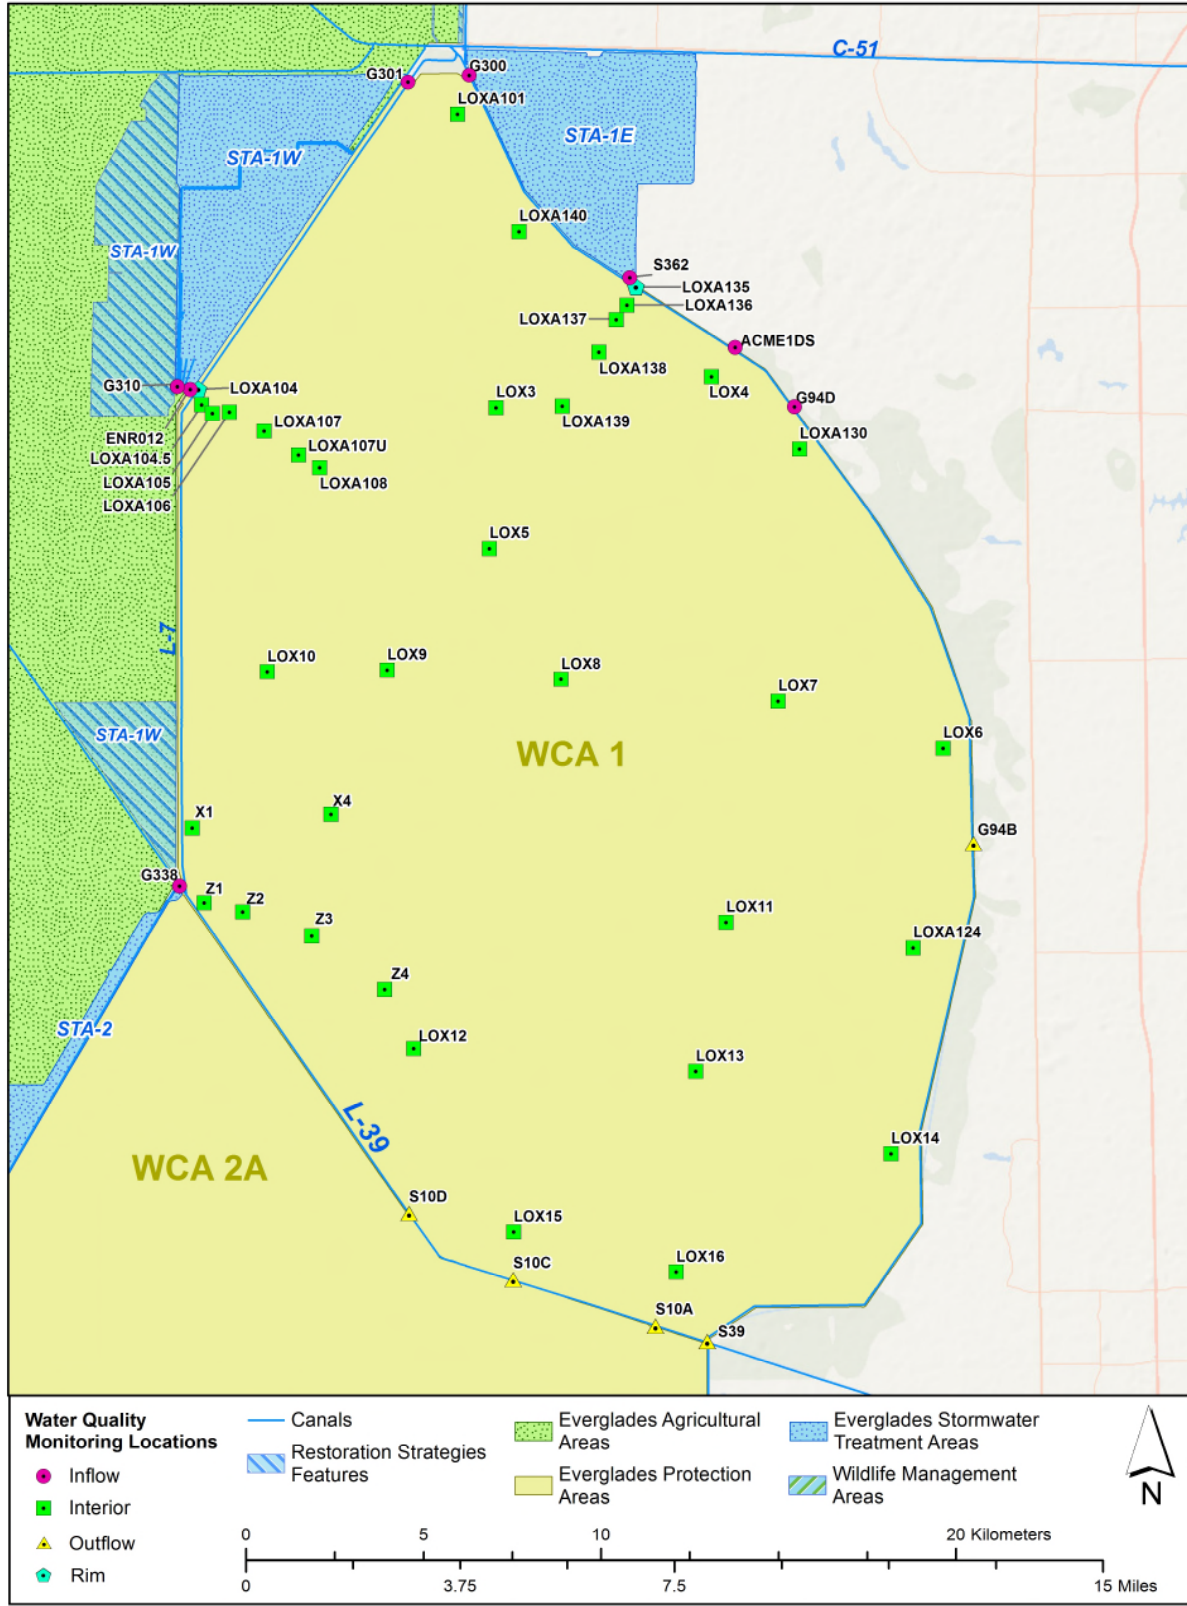 C-51
G301
G300
LOXA101
STA-1E
STA-1W
LOXA140
STA-1W
S362
LOXA135
LOXA136
LOXA137
ACME1DS
LOXA138
G310
LOXA104
LOX3
LOX4
LOXA139
G94D
LOXA107
ENR012
LOXA107U
LOXA130
LOXA104.5
LOXA105
LOXA108
LOXA106
LOX5
L-7
LOX10
LOX9
LOX8
LOX7
STA-1W
WCA 1
LOX6
X1
X4
G94B
G338
Z1
Z2
Z3
LOX11
LOXA124
Z4
STA-2
LOX12
LOX13
L-39
LOX14
WCA 2A
S10D
LOX15
S10C
LOX16
S10A
S39
Water Quality
Monitoring Locations
Inflow
Interior
Outflow
Rim
Canals
Restoration Strategies
Features
Everglades Agricultural
Areas
Everglades Protection
Areas
Everglades Stormwater
Treatment Areas
Wildlife Management
Areas
N
0 5 10 20 Kilometers
0 3.75 7.5 15 Miles